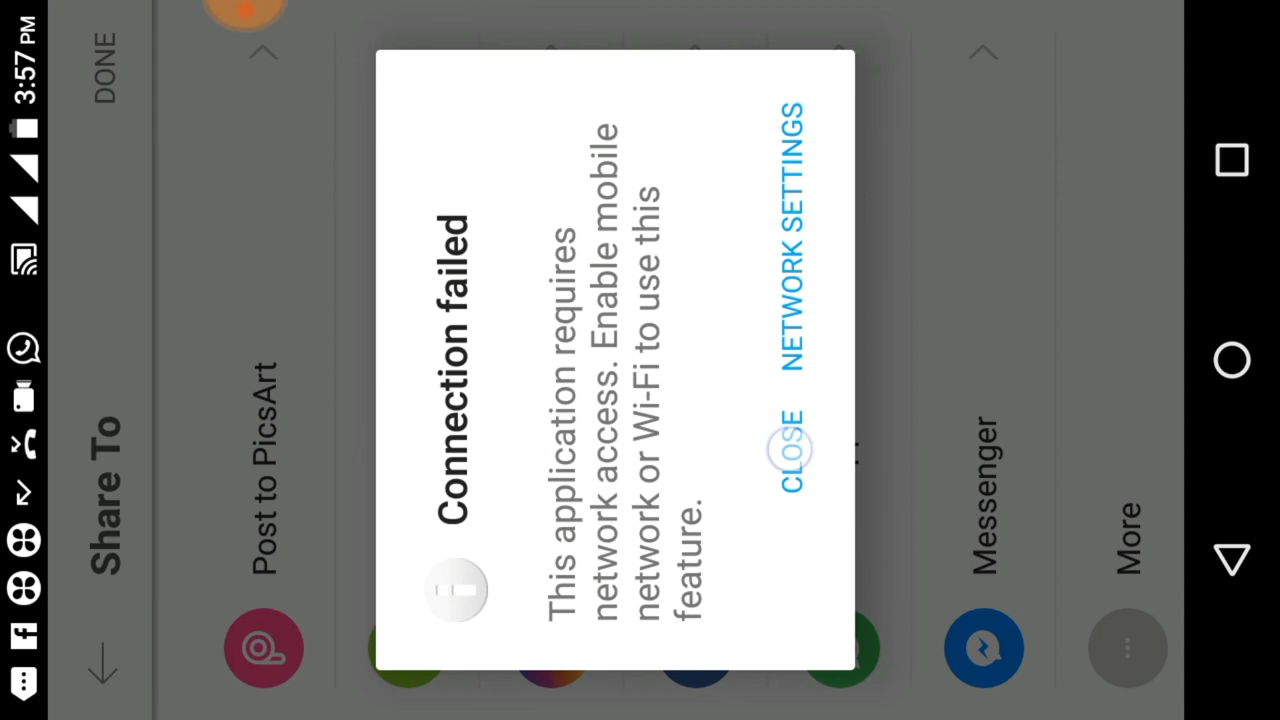 3:57 PM
Share To
DONE
Post to PicsArt
Connection failed
This application requires
network access. Enable mobile
network or Wi-Fi to use this
feature.
CLOSE
NETWORK SETTINGS
Messenger
More